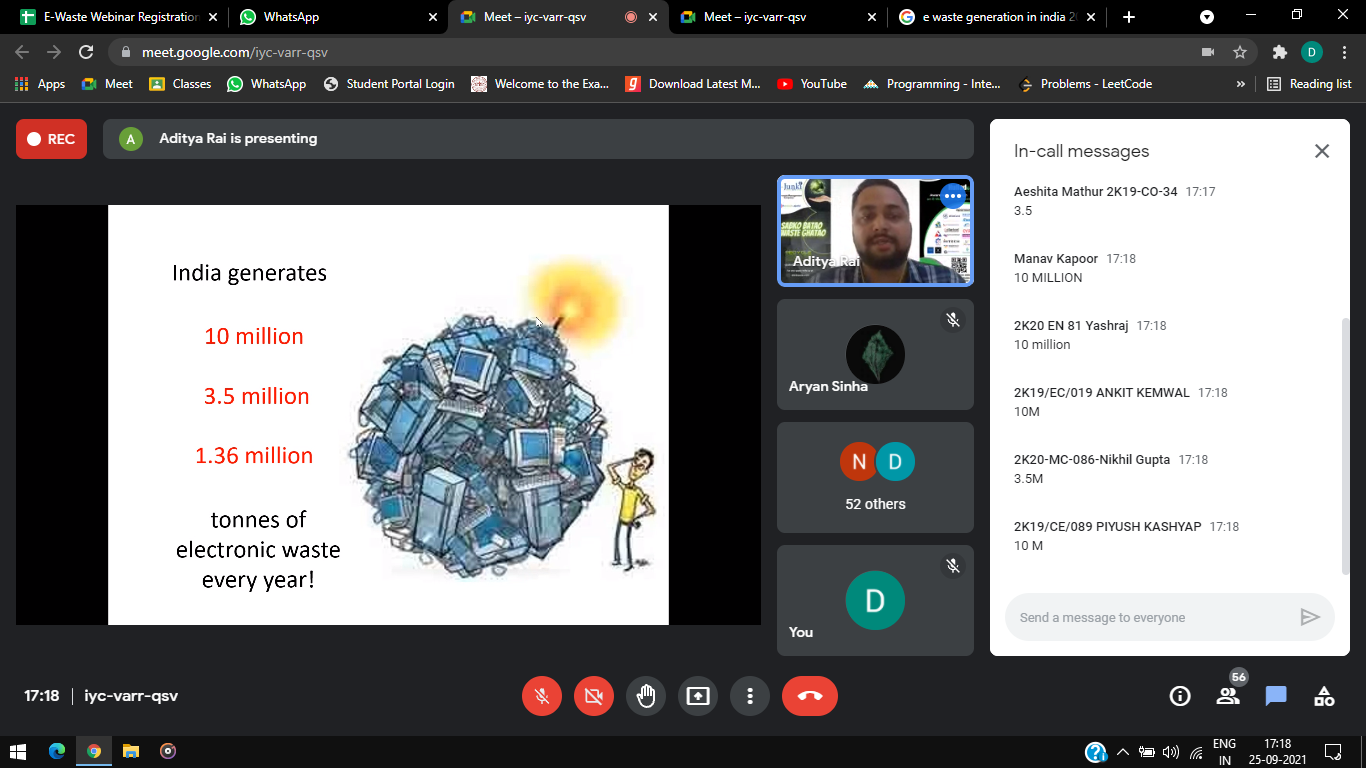 E-Waste Webinar Registration
WhatsApp
Meet – iyc-varr-qsv
Meet – iyc-varr-qsv
e waste generation in india 2
meet.google.com/iyc-varr-qsv
D
Apps
Meet
Classes
WhatsApp
Student Portal Login
Welcome to the Exa...
Download Latest M...
YouTube
Programming - Inte...
Problems - LeetCode
»
Reading list
REC
A
Aditya Rai is presenting
India generates
10 million
3.5 million
1.36 million
tonnes of
electronic waste
every year!
SABKO BATAO
WASTE GHATAO
Aditya Rai
Aryan Sinha
N D
52 others
D
You
In-call messages
Aeshita Mathur 2K19-CO-34 17:17
3.5
Manav Kapoor 17:18
10 MILLION
2K20 EN 81 Yashraj 17:18
10 million
2K19/EC/019 ANKIT KEMWAL 17:18
10M
2K20-MC-086-Nikhil Gupta 17:18
3.5M
2K19/CE/089 PIYUSH KASHYAP 17:18
10 M
Send a message to everyone
17:18 | iyc-varr-qsv
56
ENG
IN
17:18
25-09-2021